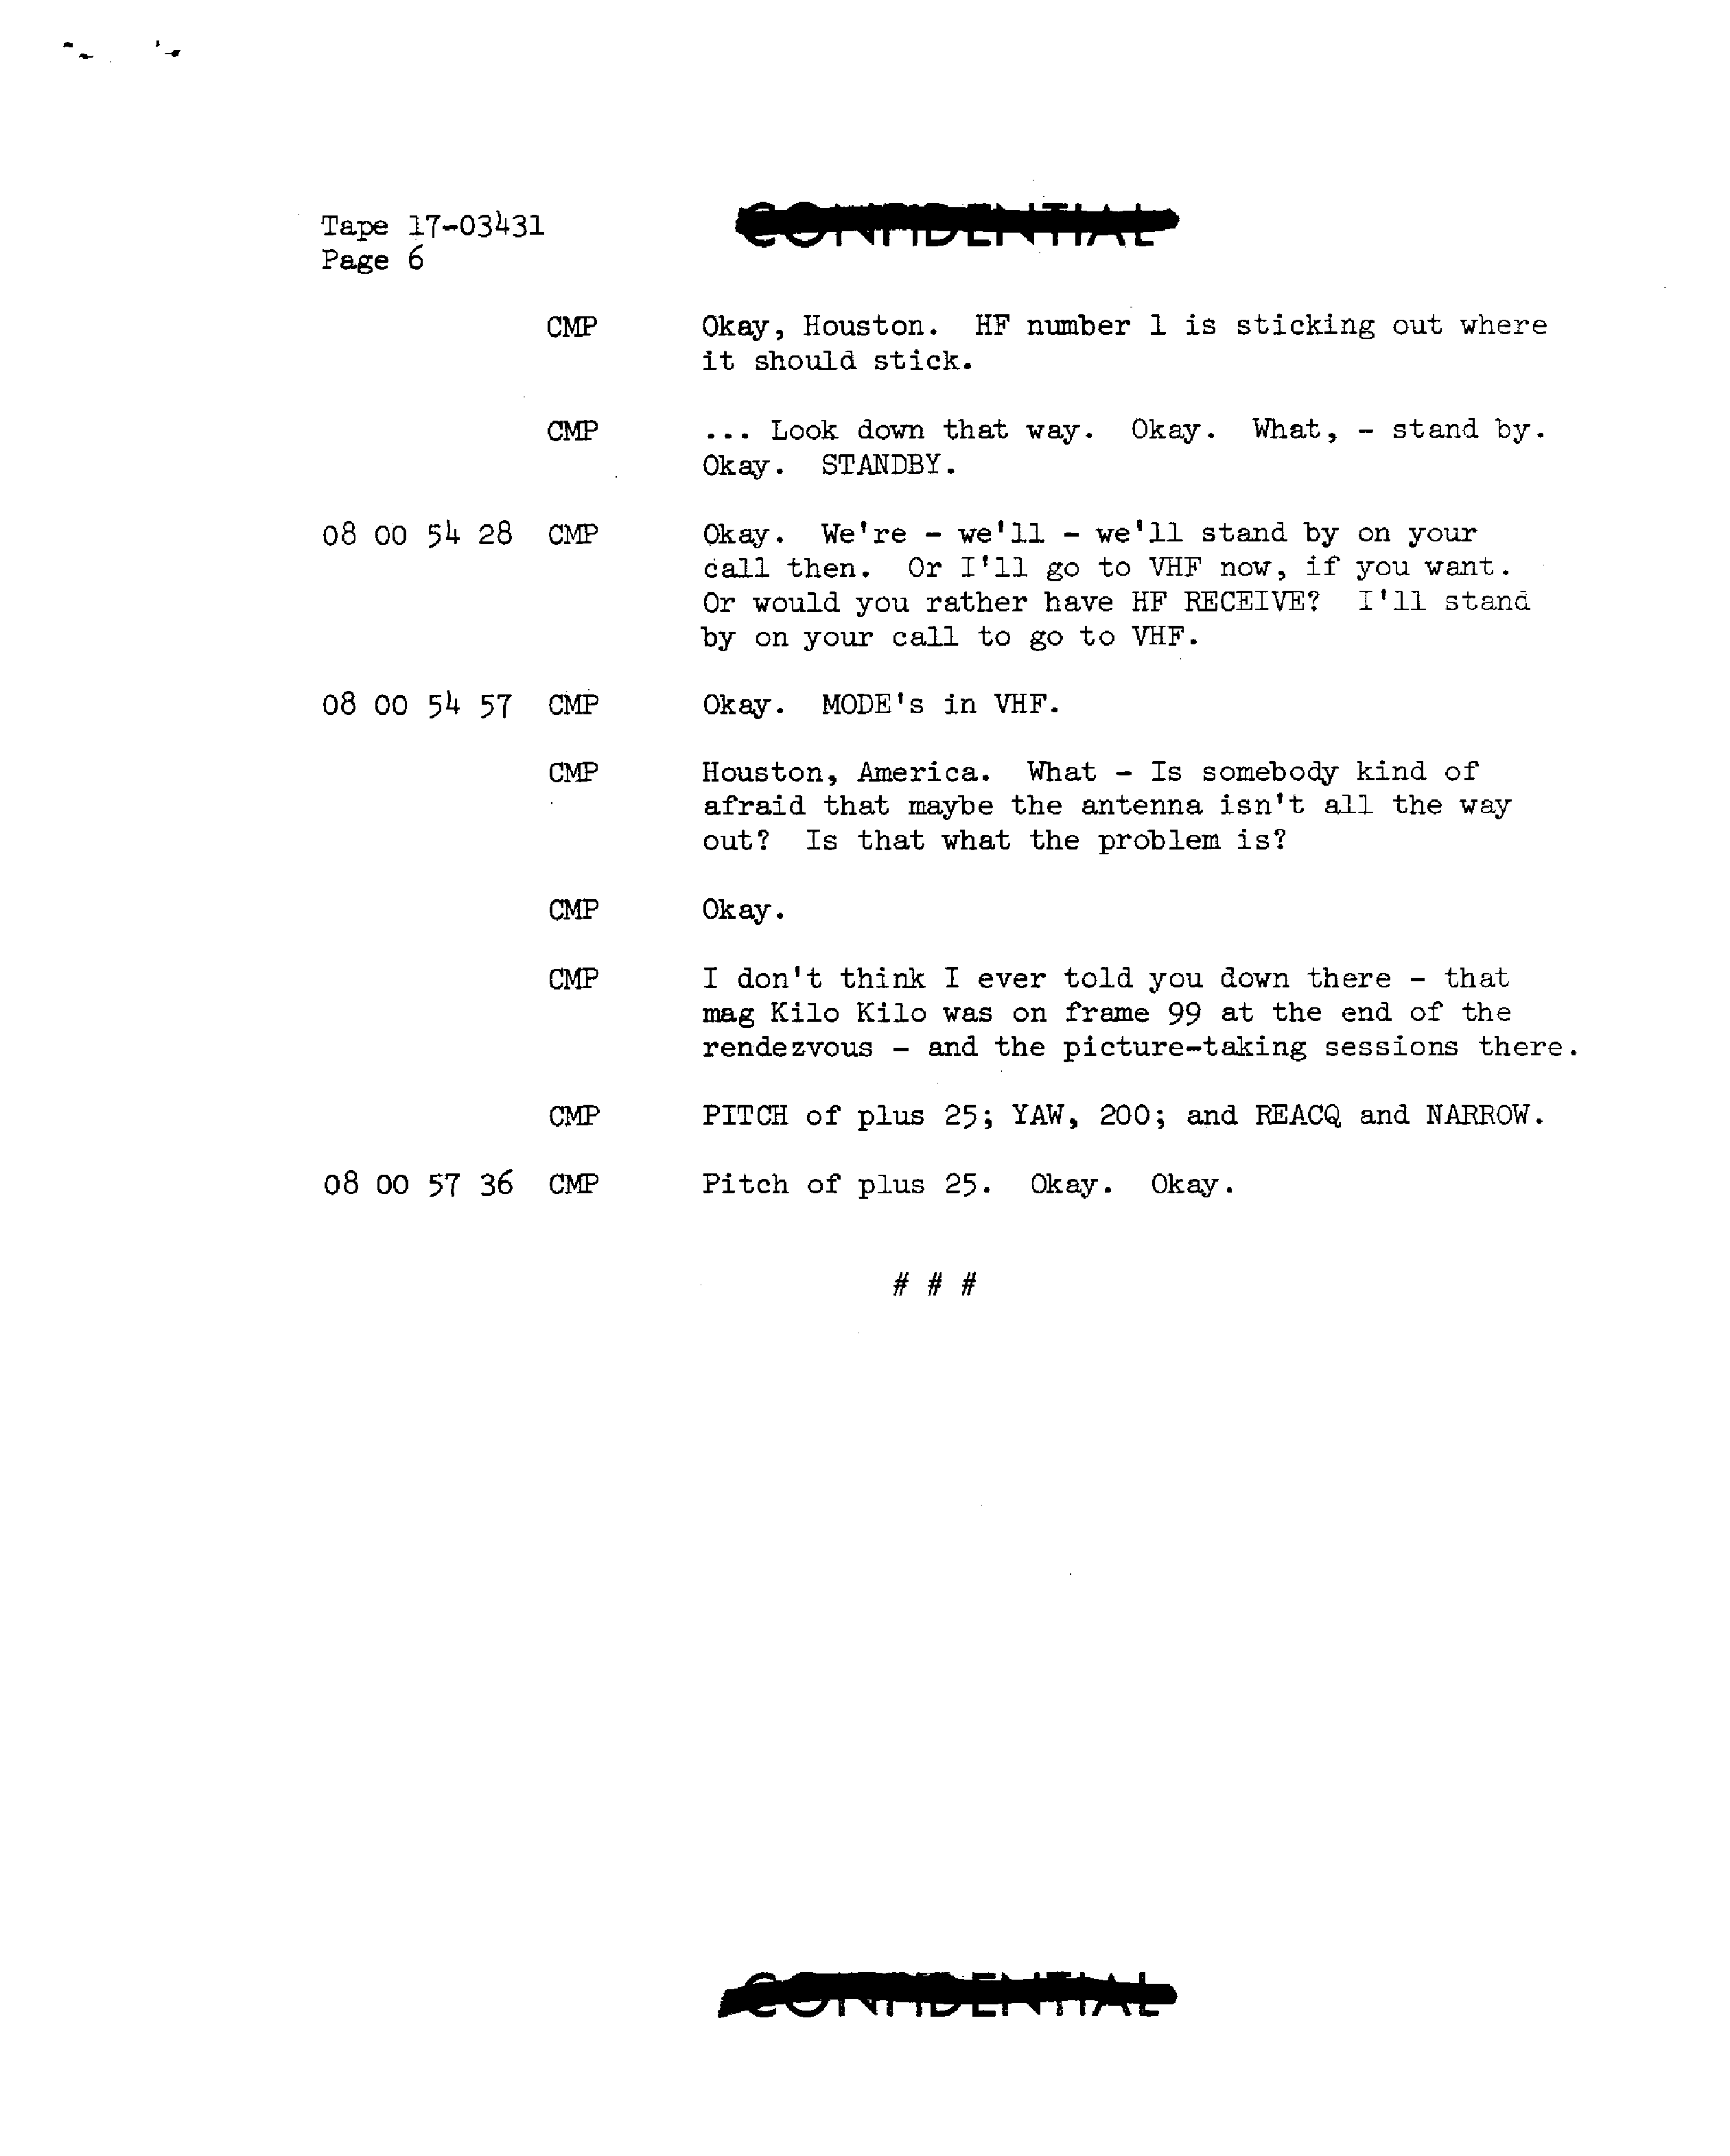 Tape 17-03431
CONFIDENTIAL
Page 6
CMP Okay, Houston. HF number 1 is sticking out where
it should stick.
CMP ... Look down that way. Okay. What, - stand by.
Okay. STANDBY.
08 00 54 28 CMP Okay. We're - we'll - we'll stand by on your
call then. Or I'll go to VHF now, if you want.
Or would you rather have HF RECEIVE? I'll stand
by on your call to go to VHF.
08 00 54 57 CMP Okay. MODE's in VHF.
CMP Houston, America. What - Is somebody kind of
afraid that maybe the antenna isn't all the way
out? Is that what the problem is?
CMP Okay.
CMP I don't think I ever told you down there - that
mag Kilo Kilo was on frame 99 at the end of the
rendezvous - and the picture-taking sessions there.
CMP PITCH of plus 25; YAW, 200; and REACQ and NARROW.
08 00 57 36 CMP Pitch of plus 25. Okay. Okay.
# # #
CONFIDENTIAL